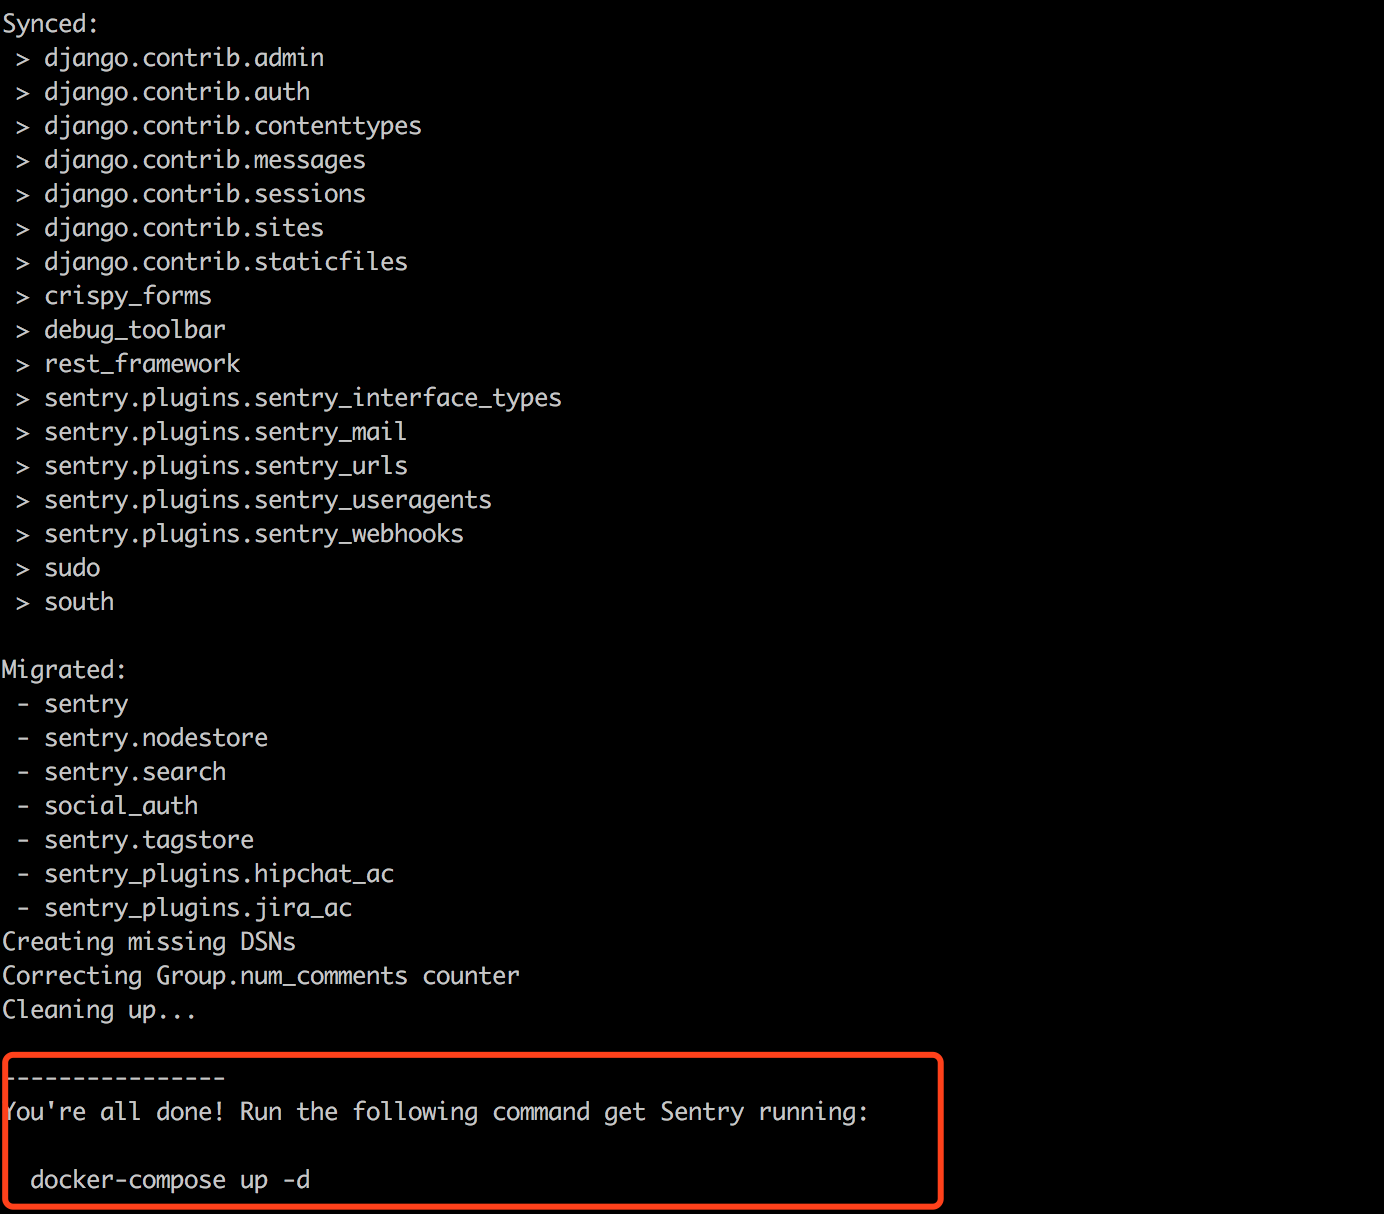 Synced:
 > django.contrib.admin
 > django.contrib.auth
 > django.contrib.contenttypes
 > django.contrib.messages
 > django.contrib.sessions
 > django.contrib.sites
 > django.contrib.staticfiles
 > crispy_forms
 > debug_toolbar
 > rest_framework
 > sentry.plugins.sentry_interface_types
 > sentry.plugins.sentry_mail
 > sentry.plugins.sentry_urls
 > sentry.plugins.sentry_useragents
 > sentry.plugins.sentry_webhooks
 > sudo
 > south

Migrated:
 - sentry
 - sentry.nodestore
 - sentry.search
 - social_auth
 - sentry.tagstore
 - sentry_plugins.hipchat_ac
 - sentry_plugins.jira_ac
Creating missing DSNs
Correcting Group.num_comments counter
Cleaning up...

----------------
You're all done! Run the following command get Sentry running:

  docker-compose up -d